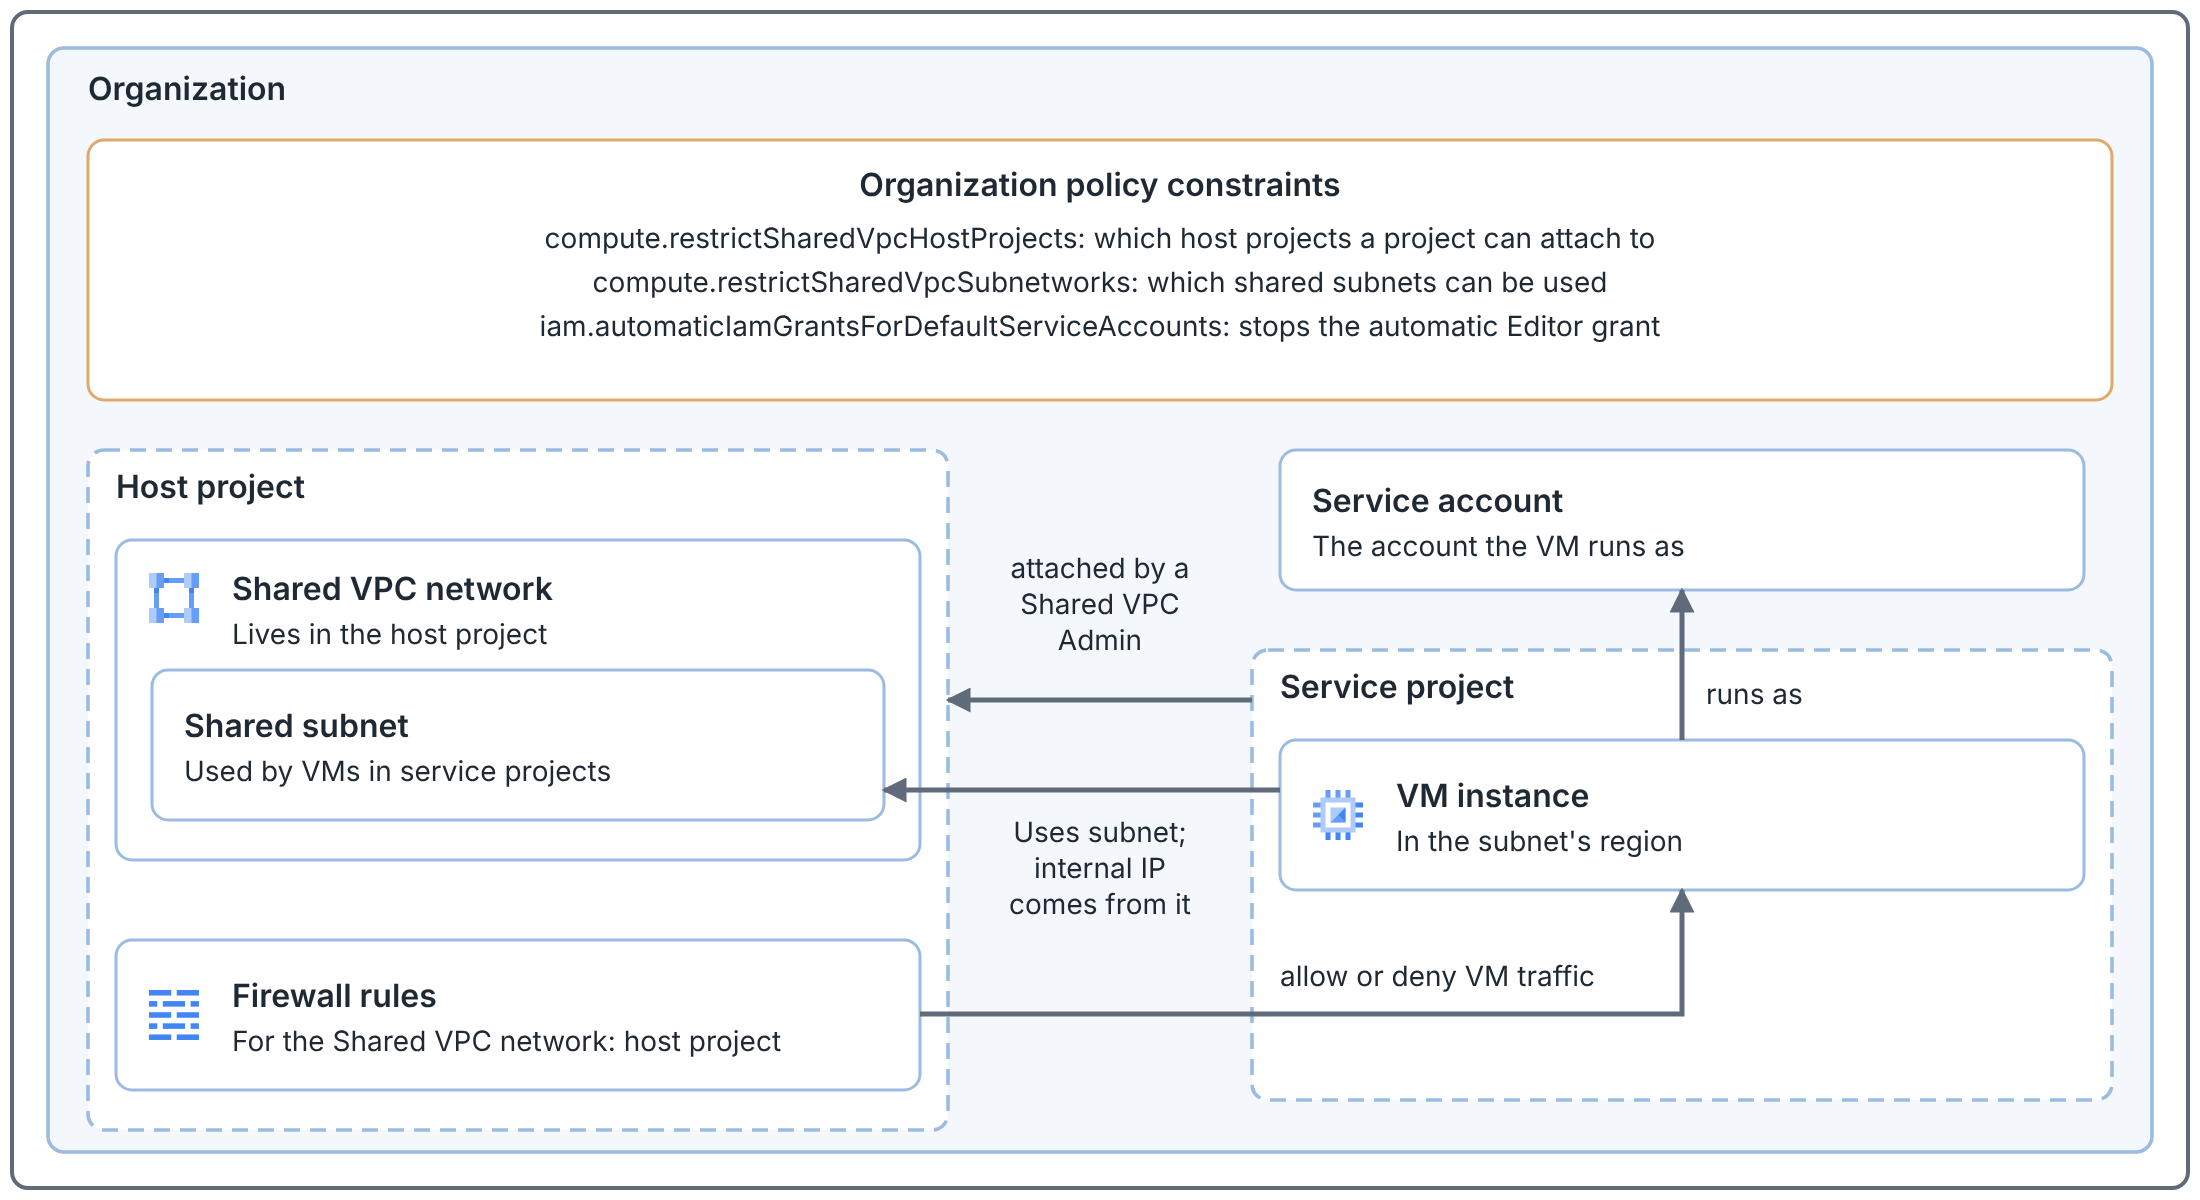 Organization
Organization policy constraints
compute.restrictSharedVpcHostProjects: which host projects a project can attach to
compute.restrictSharedVpcSubnetworks: which shared subnets can be used
iam.automaticIamGrantsForDefaultServiceAccounts: stops the automatic Editor grant
Host project
Shared VPC network
Lives in the host project
Shared subnet
Used by VMs in service projects
Firewall rules
For the Shared VPC network: host project
attached by a
Shared VPC
Admin
Uses subnet;
internal IP
comes from it
Service account
The account the VM runs as
Service project
runs as
VM instance
In the subnet's region
allow or deny VM traffic